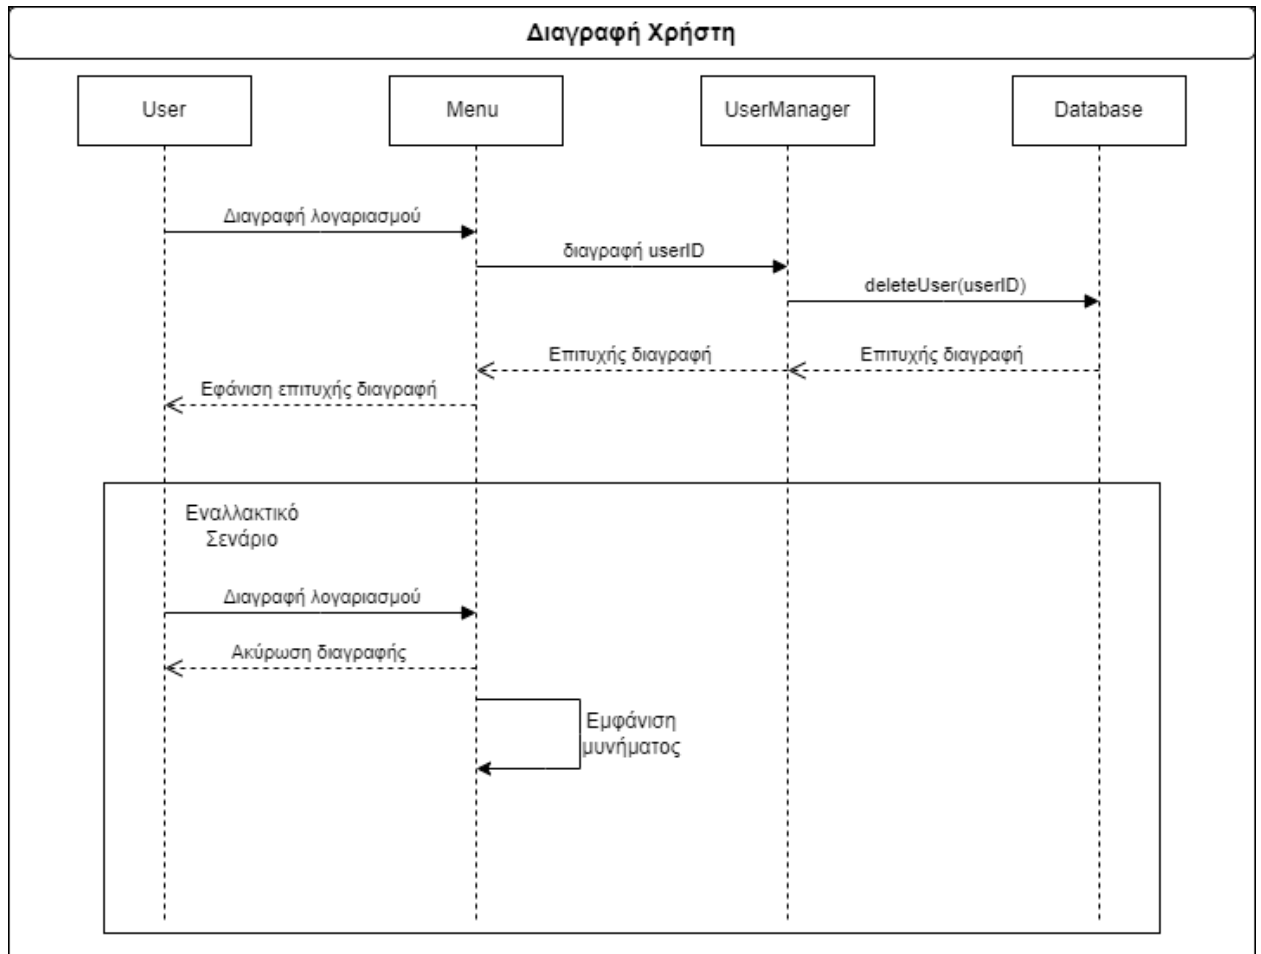 Διαγραφή Χρήστη
User
Menu
UserManager
Database
Διαγραφή λογαριασμού
διαγραφή userID
deleteUser(userID)
Επιτυχής διαγραφή
Επιτυχής διαγραφή
Εφάνιση επιτυχής διαγραφή
Εναλλακτικό
Σενάριο
Διαγραφή λογαριασμού
Ακύρωση διαγραφής
Εμφάνιση
μυνήματος